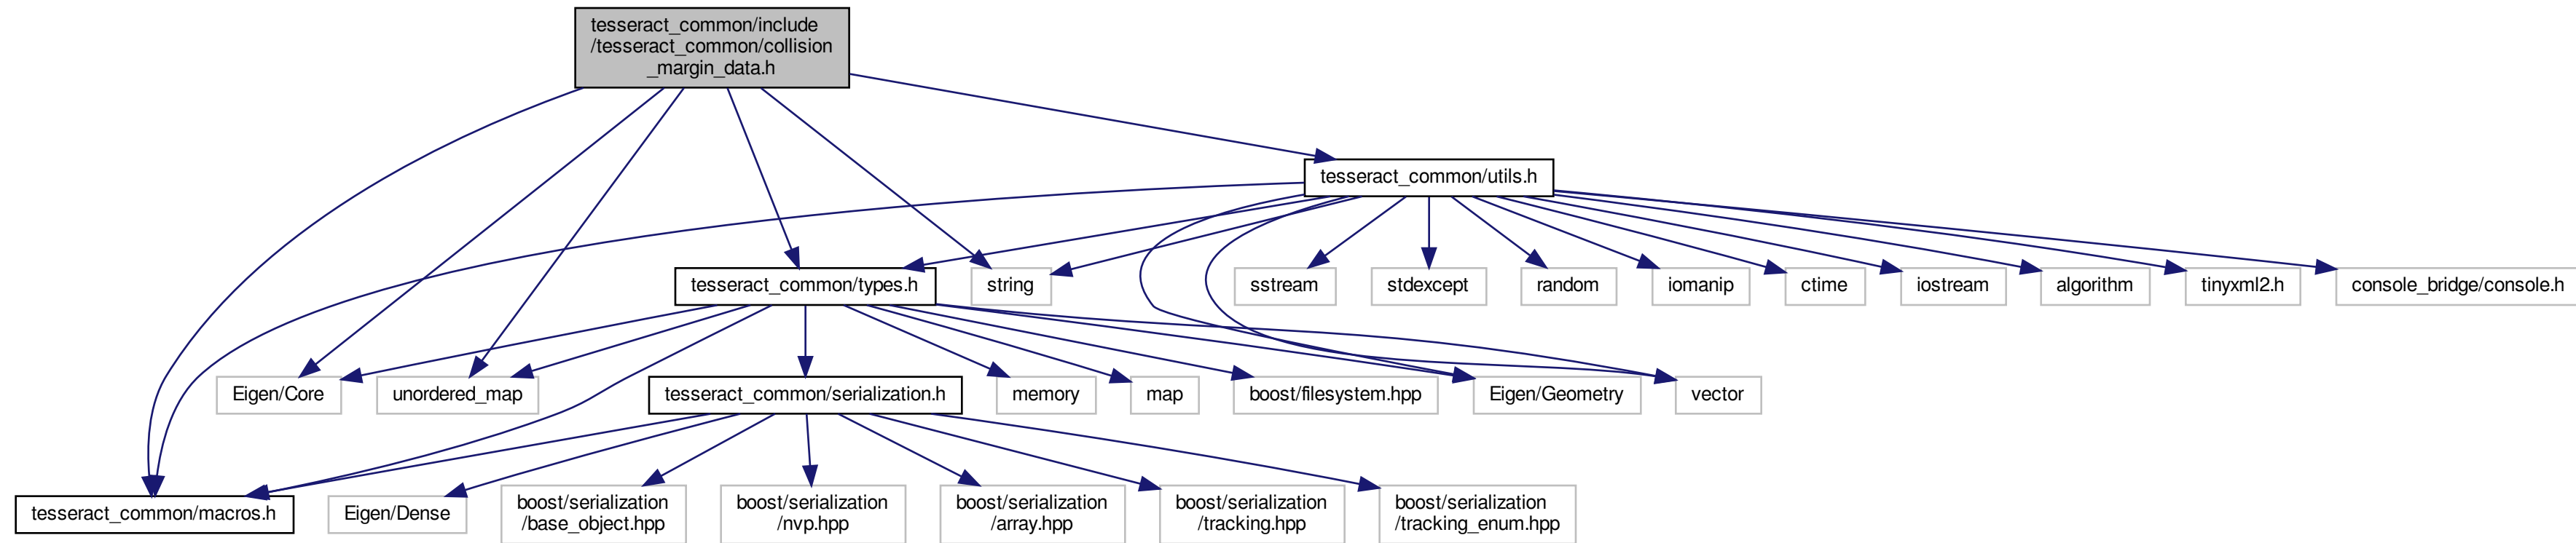 tesseract_common/include
/tesseract_common/collision
_margin_data.h
tesseract_common/utils.h
tesseract_common/types.h
string
sstream
stdexcept
random
iomanip
ctime
iostream
algorithm
tinyxml2.h
console_bridge/console.h
Eigen/Core
unordered_map
tesseract_common/serialization.h
memory
map
boost/filesystem.hpp
Eigen/Geometry
vector
tesseract_common/macros.h
Eigen/Dense
boost/serialization
/base_object.hpp
boost/serialization
/nvp.hpp
boost/serialization
/array.hpp
boost/serialization
/tracking.hpp
boost/serialization
/tracking_enum.hpp